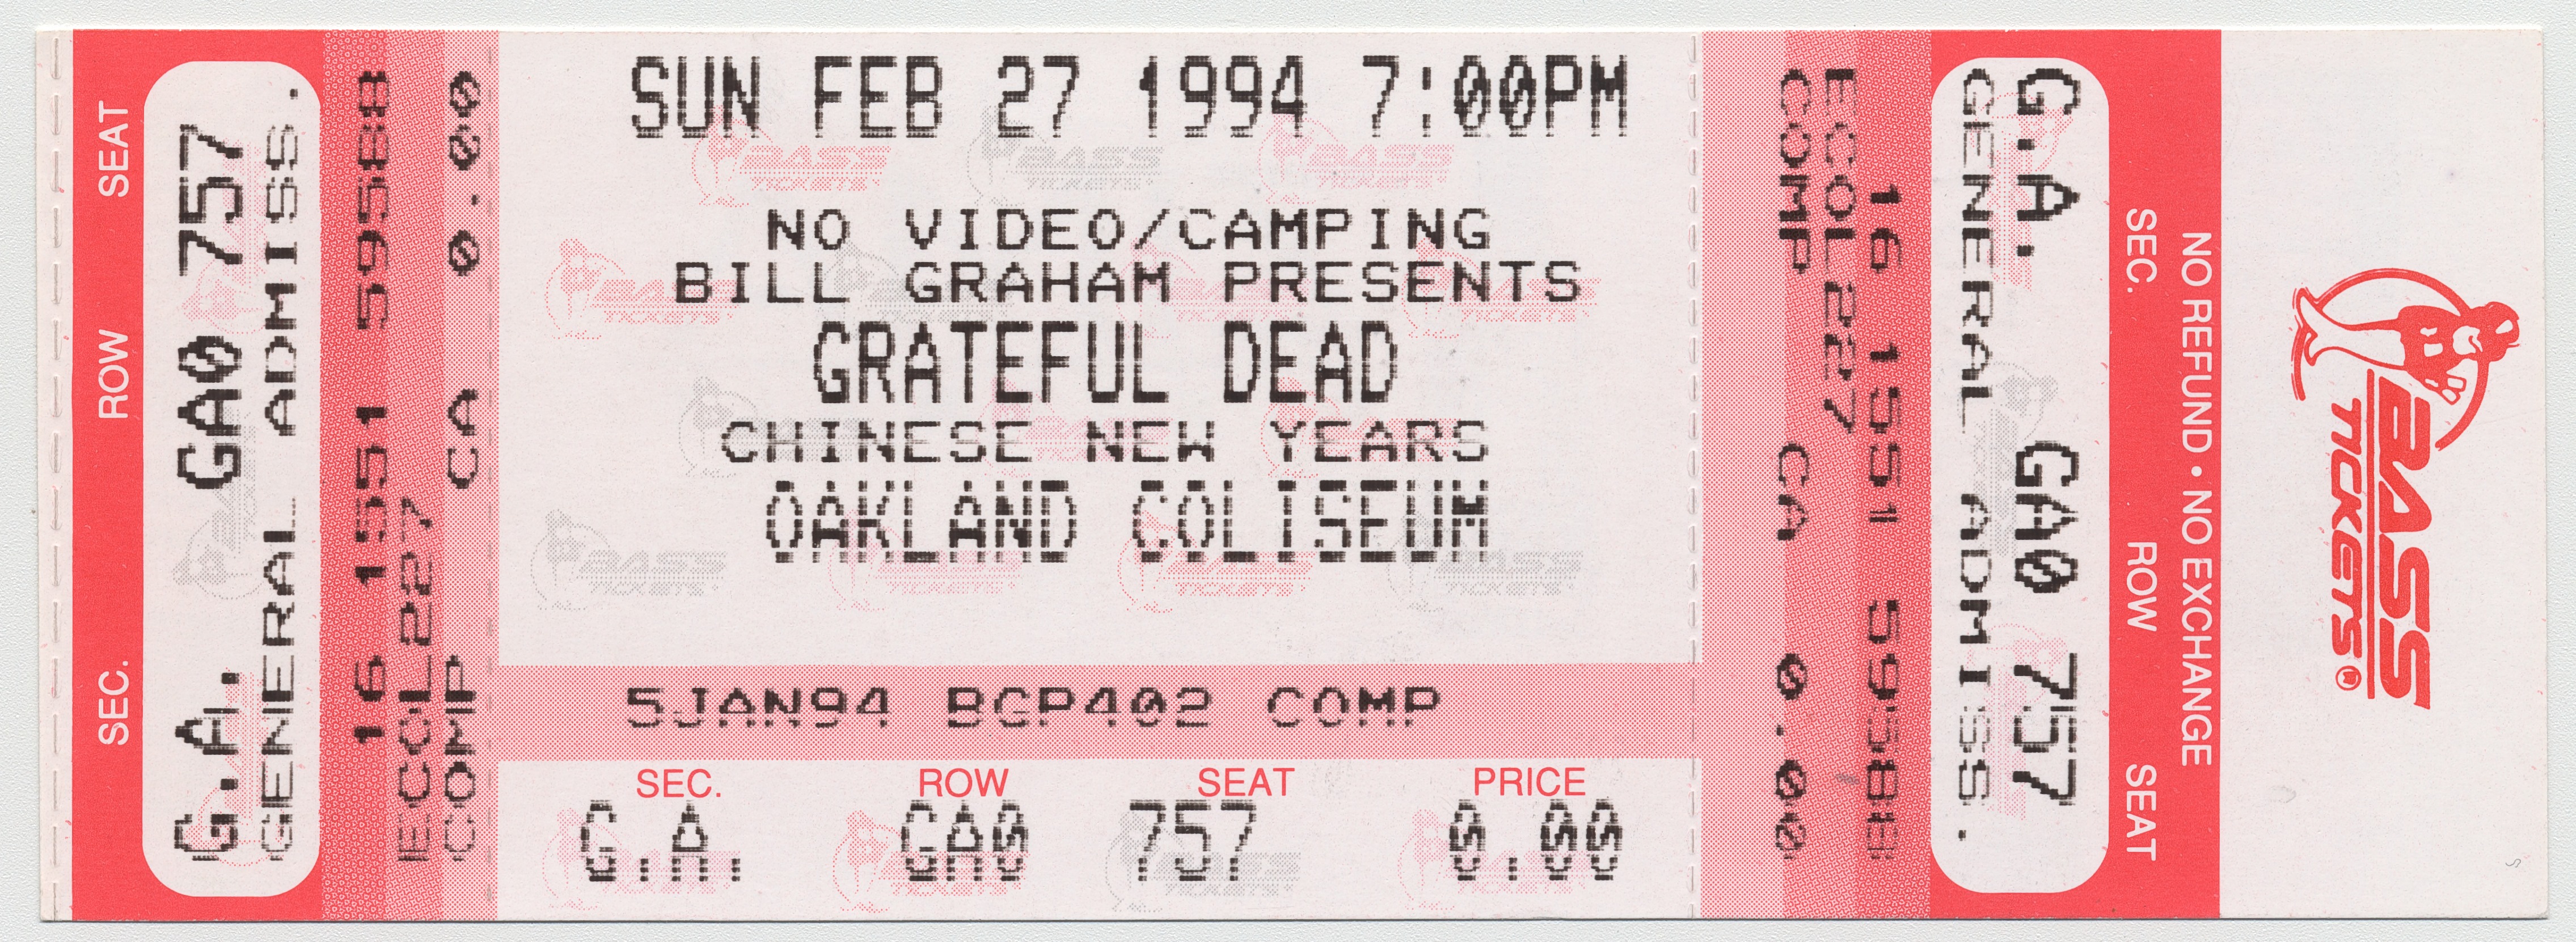 SEAT
ROW
SEC.
G.A. GA0 757
GENERAL ADMISS.
16 1551 5958B
ECOL227
COMP CA 0.00
SUN FEB 27 1994 7:00PM
NO VIDEO/CAMPING
BILL GRAHAM PRESENTS
GRATEFUL DEAD
CHINESE NEW YEARS
OAKLAND COLISEUM
5JAN94 BGP402 COMP
SEC. ROW SEAT PRICE
G.A. GA0 757 0.00
G.A. GA0 757
GENERAL ADMISS.
16 1551 5958B
ECOL227
COMP CA 0.00
SEC. ROW SEAT
NO REFUND • NO EXCHANGE
BASS
TICKETS